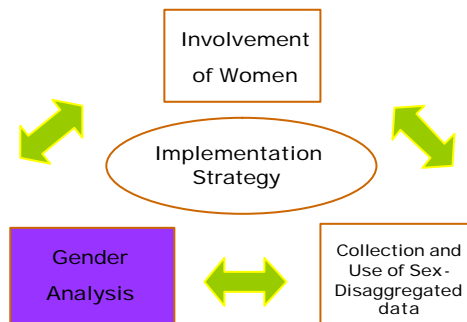 Involvement
of Women
Implementation
Strategy
Gender
Analysis
Collection and
Use of Sex-
Disaggregated
data